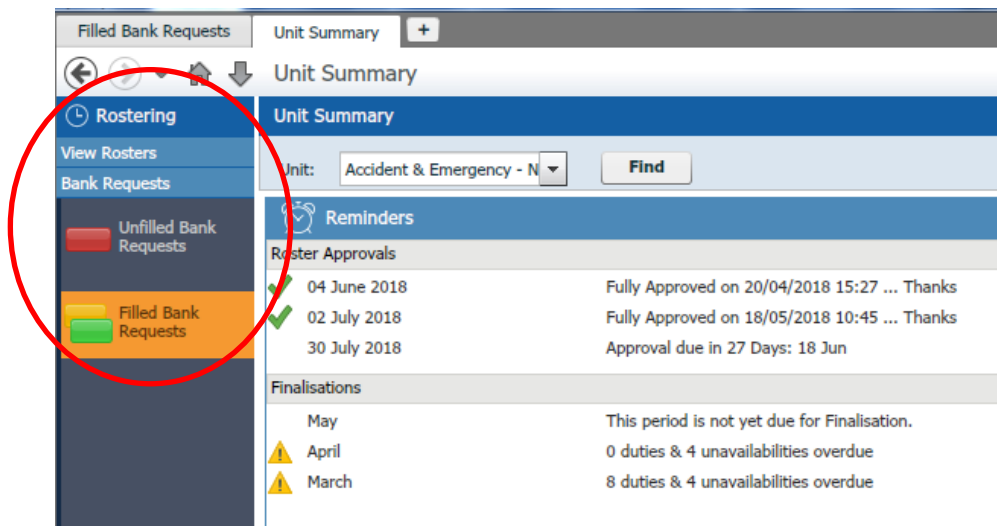 Filled Bank Requests
Unit Summary
+
Unit Summary
Rostering
View Rosters
Bank Requests
Unfilled Bank
Requests
Filled Bank
Requests
Unit Summary
Unit: Accident & Emergency - N Find
Reminders
Roster Approvals
04 June 2018 Fully Approved on 20/04/2018 15:27 ... Thanks
02 July 2018 Fully Approved on 18/05/2018 10:45 ... Thanks
30 July 2018 Approval due in 27 Days: 18 Jun
Finalisations
May This period is not yet due for Finalisation.
April 0 duties & 4 unavailabilities overdue
March 8 duties & 4 unavailabilities overdue